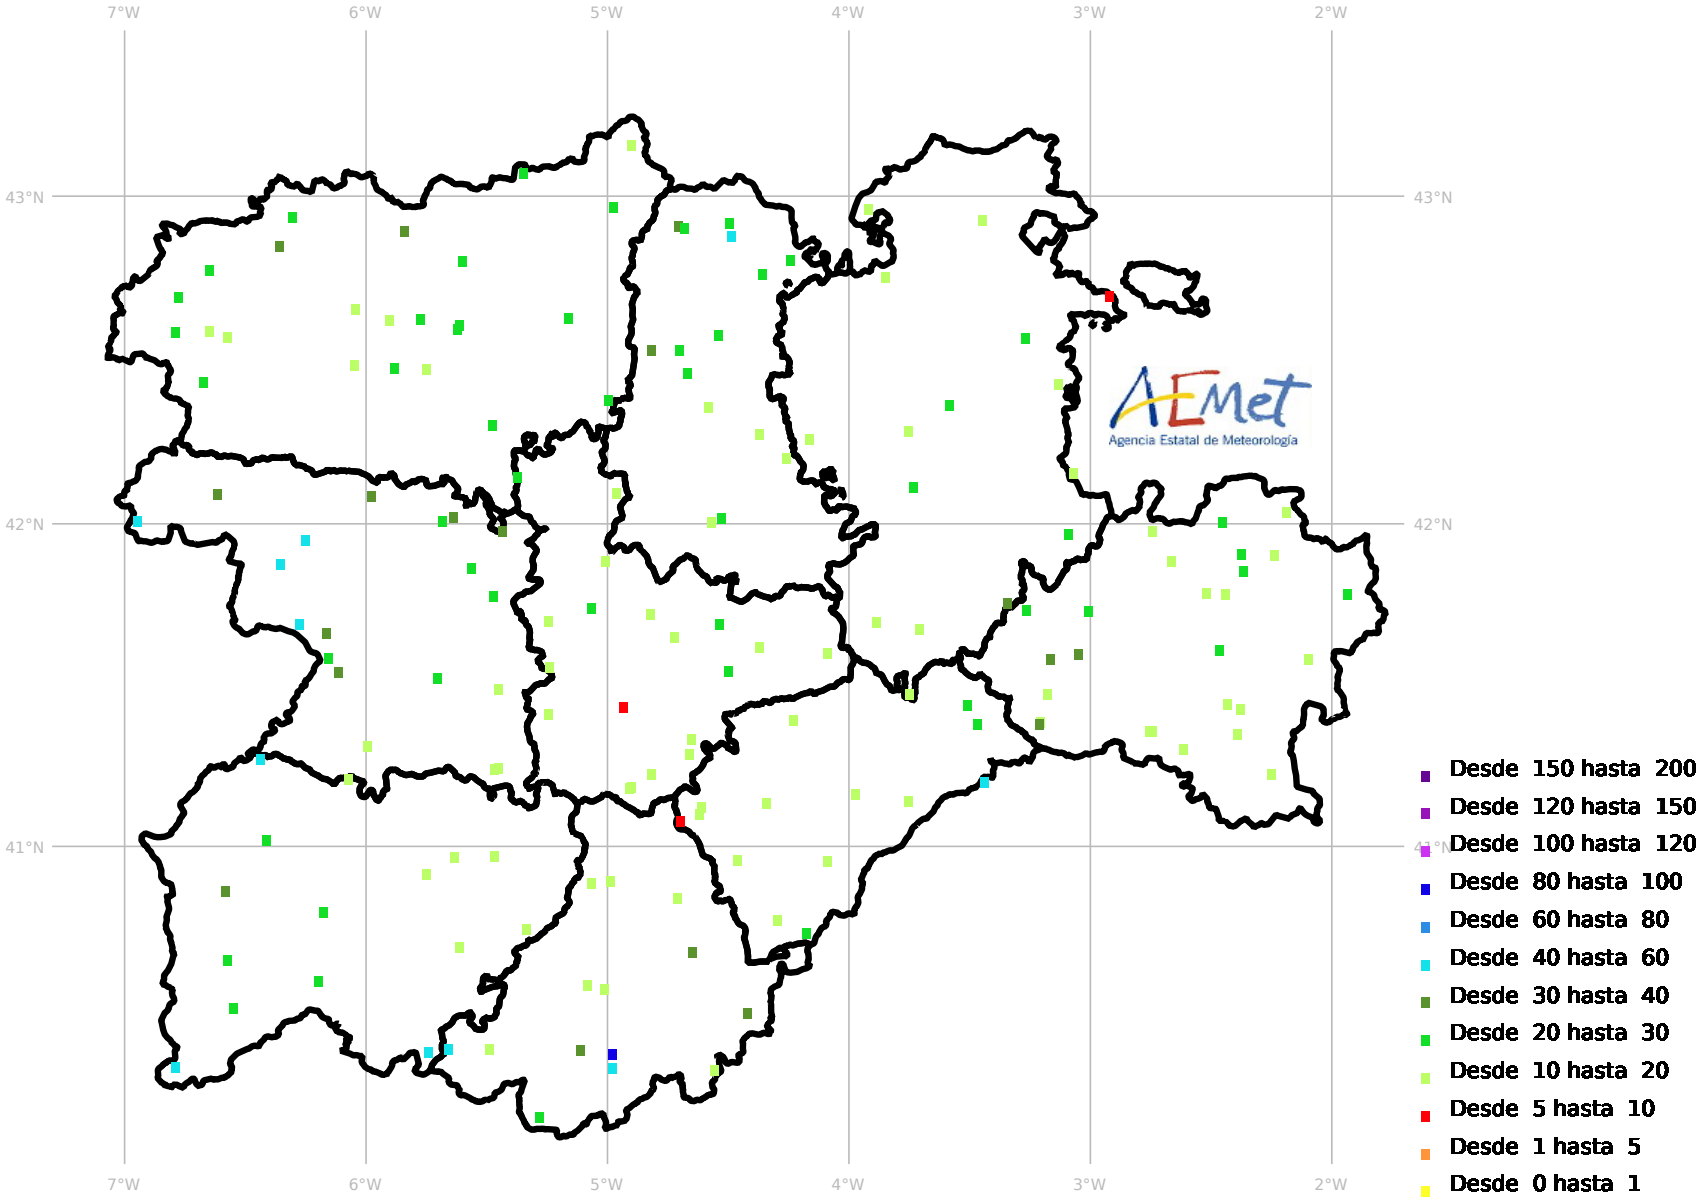 7°W 6°W 5°W 4°W 3°W 2°W
43°N 43°N
AEMet
Agencia Estatal de Meteorología
42°N 42°N
Desde 150 hasta 200
Desde 120 hasta 150
41°N 41°N
Desde 100 hasta 120
Desde 80 hasta 100
Desde 60 hasta 80
Desde 40 hasta 60
Desde 30 hasta 40
Desde 20 hasta 30
Desde 10 hasta 20
Desde 5 hasta 10
Desde 1 hasta 5
Desde 0 hasta 1
7°W 6°W 5°W 4°W 3°W 2°W